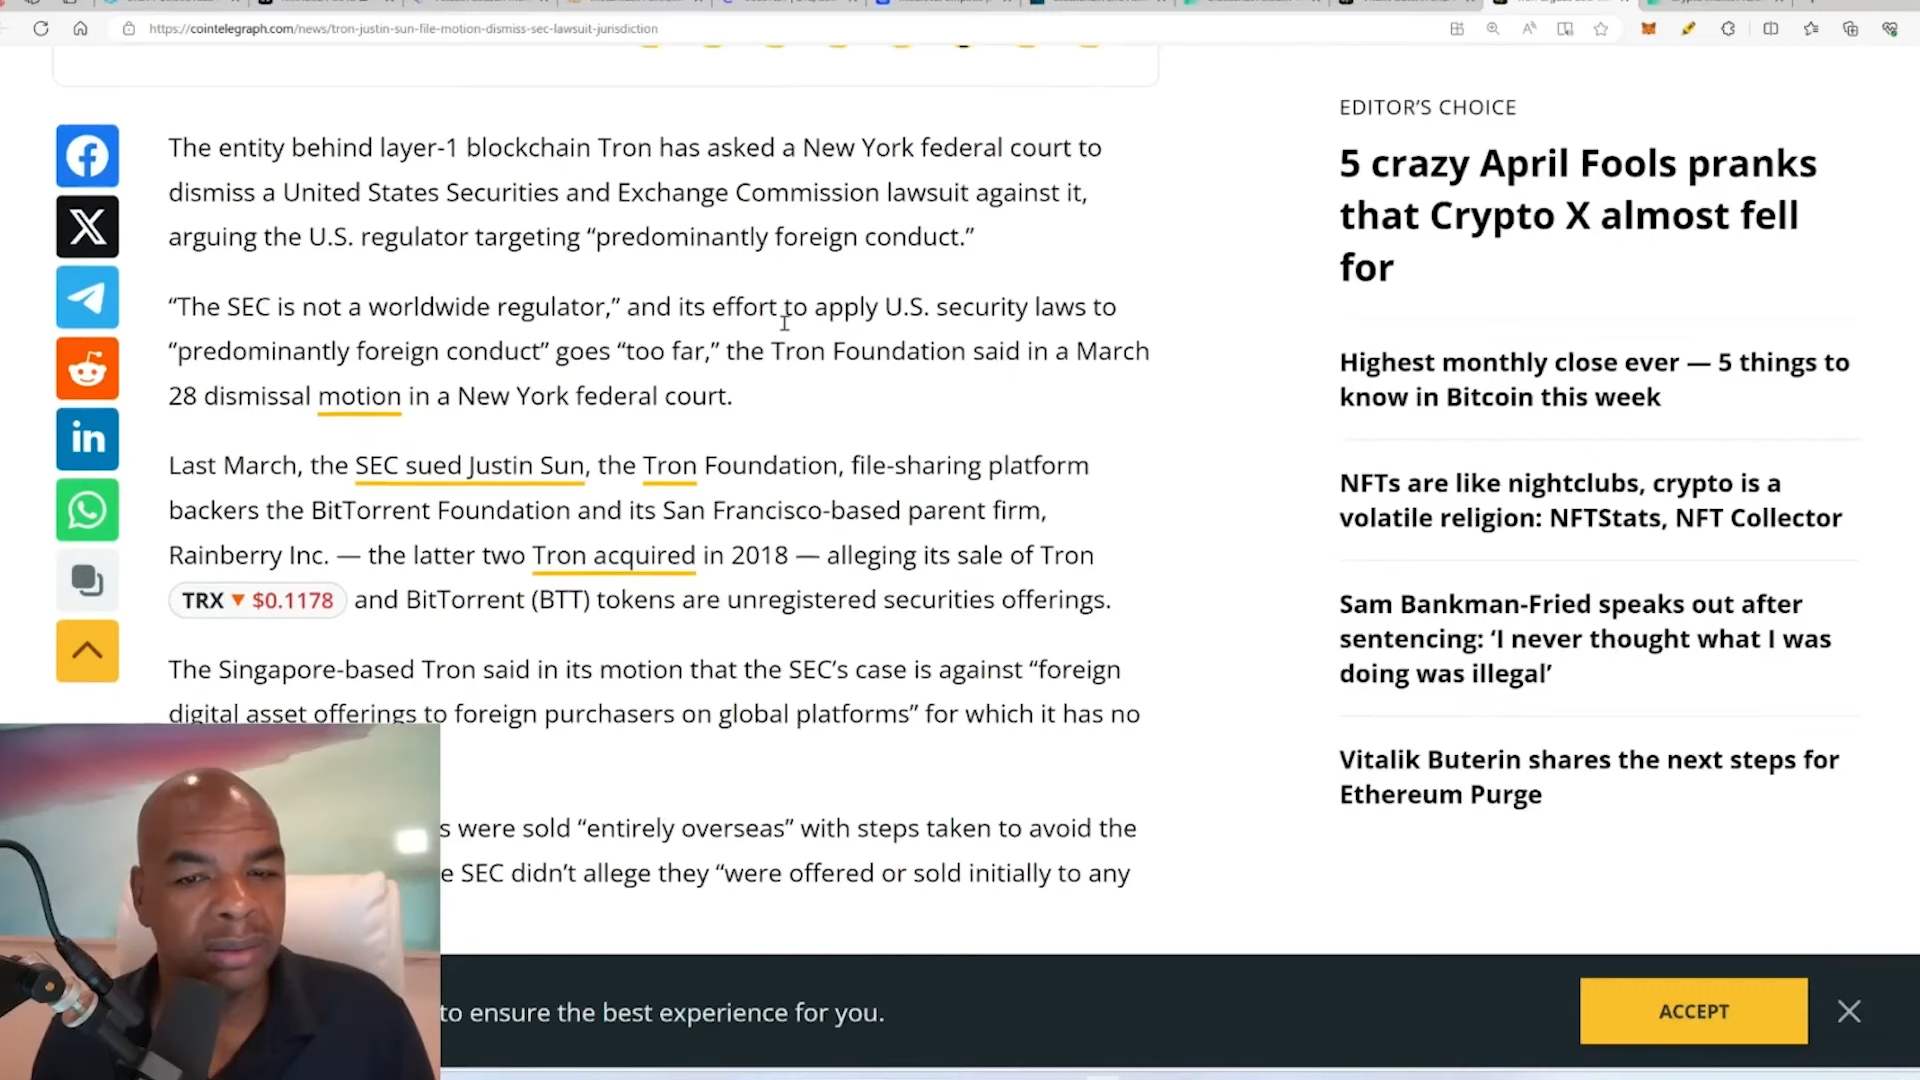 https://cointelegraph.com/news/tron-justin-sun-file-motion-dismiss-sec-lawsuit-jurisdiction
The entity behind layer-1 blockchain Tron has asked a New York federal court to
dismiss a United States Securities and Exchange Commission lawsuit against it,
arguing the U.S. regulator targeting “predominantly foreign conduct.”
“The SEC is not a worldwide regulator,” and its effort to apply U.S. security laws to
“predominantly foreign conduct” goes “too far,” the Tron Foundation said in a March
28 dismissal motion in a New York federal court.
Last March, the SEC sued Justin Sun, the Tron Foundation, file-sharing platform
backers the BitTorrent Foundation and its San Francisco-based parent firm,
Rainberry Inc. — the latter two Tron acquired in 2018 — alleging its sale of Tron
TRX ▼ $0.1178 and BitTorrent (BTT) tokens are unregistered securities offerings.
The Singapore-based Tron said in its motion that the SEC’s case is against “foreign
digital asset offerings to foreign purchasers on global platforms” for which it has no
s were sold “entirely overseas” with steps taken to avoid the
e SEC didn’t allege they “were offered or sold initially to any
EDITOR’S CHOICE
5 crazy April Fools pranks
that Crypto X almost fell
for
Highest monthly close ever — 5 things to
know in Bitcoin this week
NFTs are like nightclubs, crypto is a
volatile religion: NFTStats, NFT Collector
Sam Bankman-Fried speaks out after
sentencing: ‘I never thought what I was
doing was illegal’
Vitalik Buterin shares the next steps for
Ethereum Purge
to ensure the best experience for you.
ACCEPT